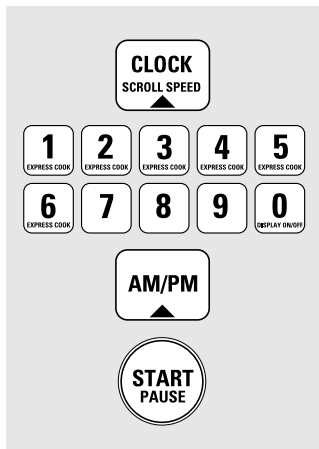 CLOCK
SCROLL SPEED
1 2 3 4 5
EXPRESS COOK EXPRESS COOK EXPRESS COOK EXPRESS COOK EXPRESS COOK
6 7 8 9 0
EXPRESS COOK DISPLAY ON/OFF
AM/PM
START
PAUSE